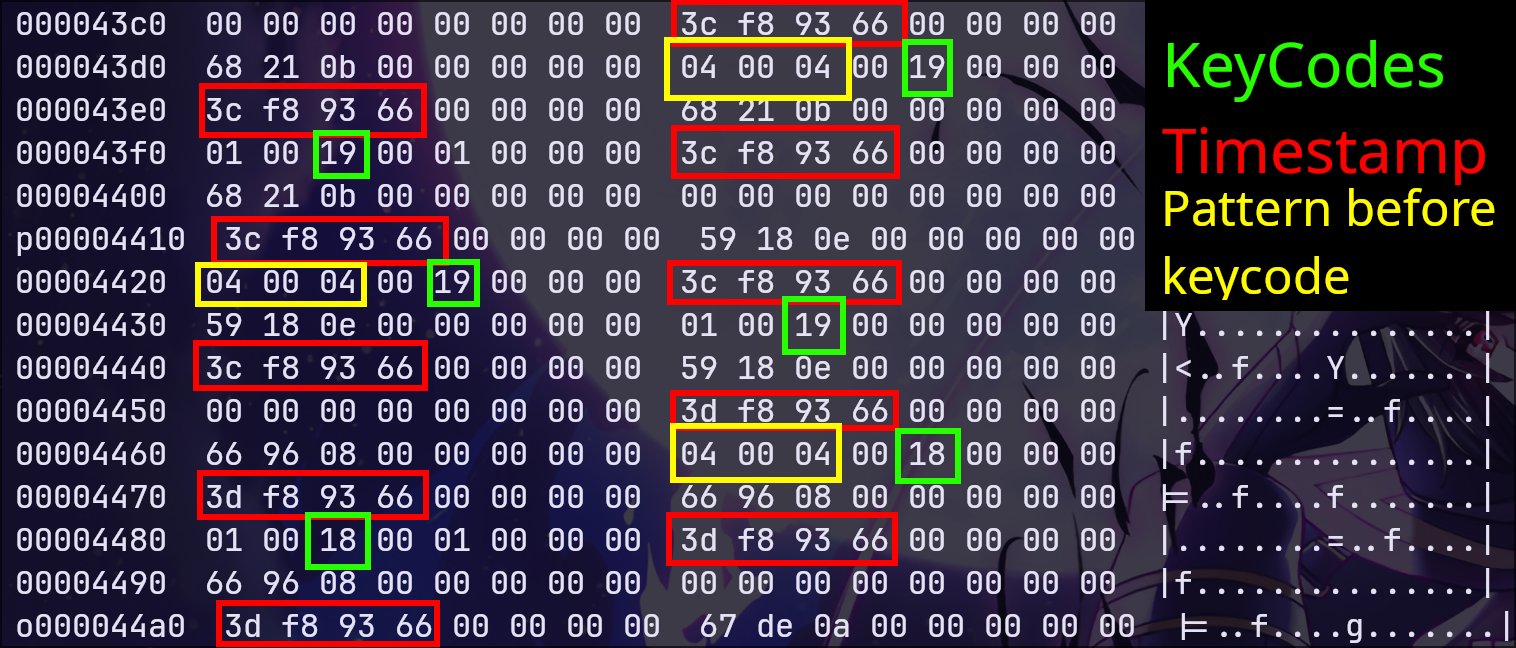 000043c0 00 00 00 00 00 00 00 00 3c f8 93 66 00 00 00 00
KeyCodes
000043d0 68 21 0b 00 00 00 00 00 04 00 04 00 19 00 00 00
000043e0 3c f8 93 66 00 00 00 00 68 21 0b 00 00 00 00 00
Timestamp
000043f0 01 00 19 00 01 00 00 00 3c f8 93 66 00 00 00 00
00004400 68 21 0b 00 00 00 00 00 00 00 00 00 00 00 00 00
Pattern before
p00004410 3c f8 93 66 00 00 00 00 59 18 0e 00 00 00 00 00
keycode
00004420 04 00 04 00 19 00 00 00 3c f8 93 66 00 00 00 00
00004430 59 18 0e 00 00 00 00 00 01 00 19 00 00 00 00 00 |Y...............|
00004440 3c f8 93 66 00 00 00 00 59 18 0e 00 00 00 00 00 |<..f....Y.......|
00004450 00 00 00 00 00 00 00 00 3d f8 93 66 00 00 00 00 |........=..f....|
00004460 66 96 08 00 00 00 00 00 04 00 04 00 18 00 00 00 |f...............|
00004470 3d f8 93 66 00 00 00 00 66 96 08 00 00 00 00 00 |=..f....f.......|
00004480 01 00 18 00 01 00 00 00 3d f8 93 66 00 00 00 00 |........=..f....|
00004490 66 96 08 00 00 00 00 00 00 00 00 00 00 00 00 00 |f...............|
o000044a0 3d f8 93 66 00 00 00 00 67 de 0a 00 00 00 00 00 |=..f....g.......|